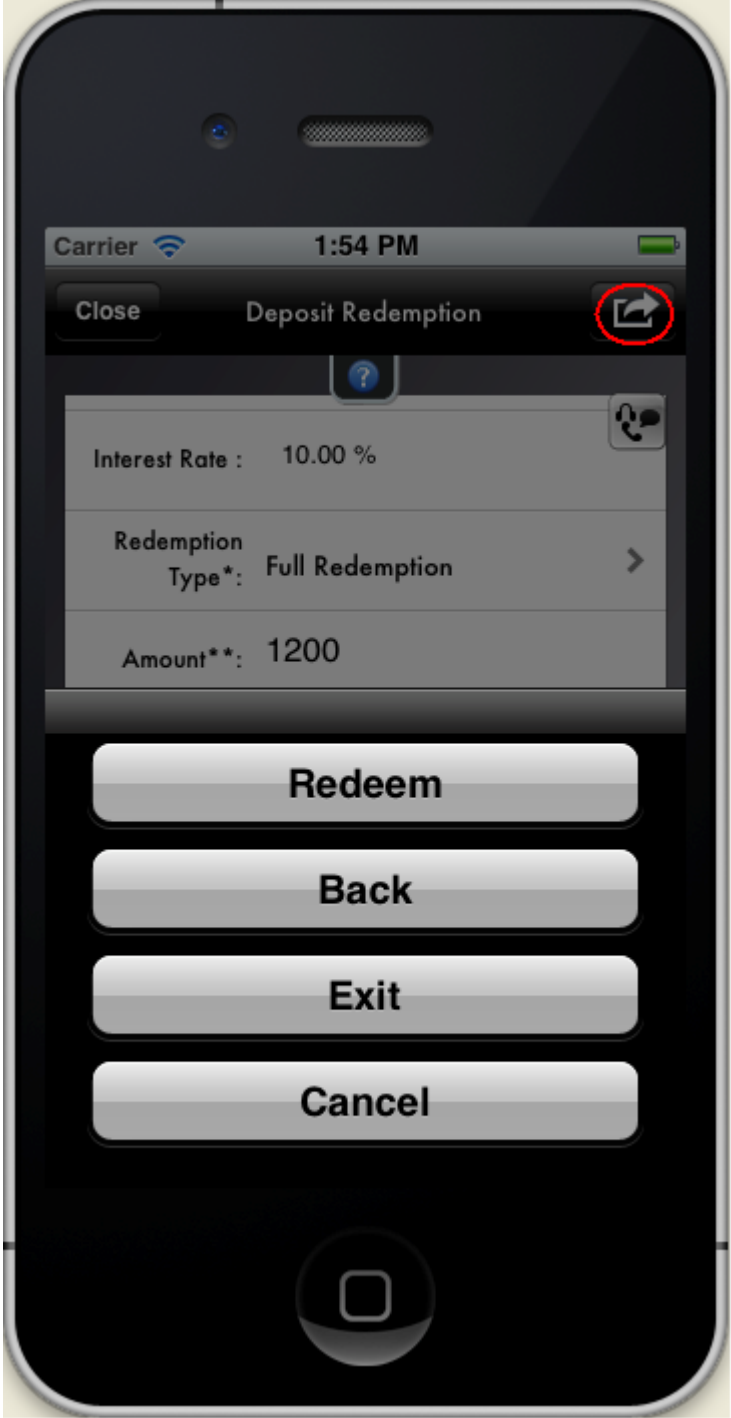 Carrier 1:54 PM
Close Deposit Redemption
?
Interest Rate : 10.00 %
Redemption
Type*: Full Redemption
Amount**: 1200
Redeem
Back
Exit
Cancel